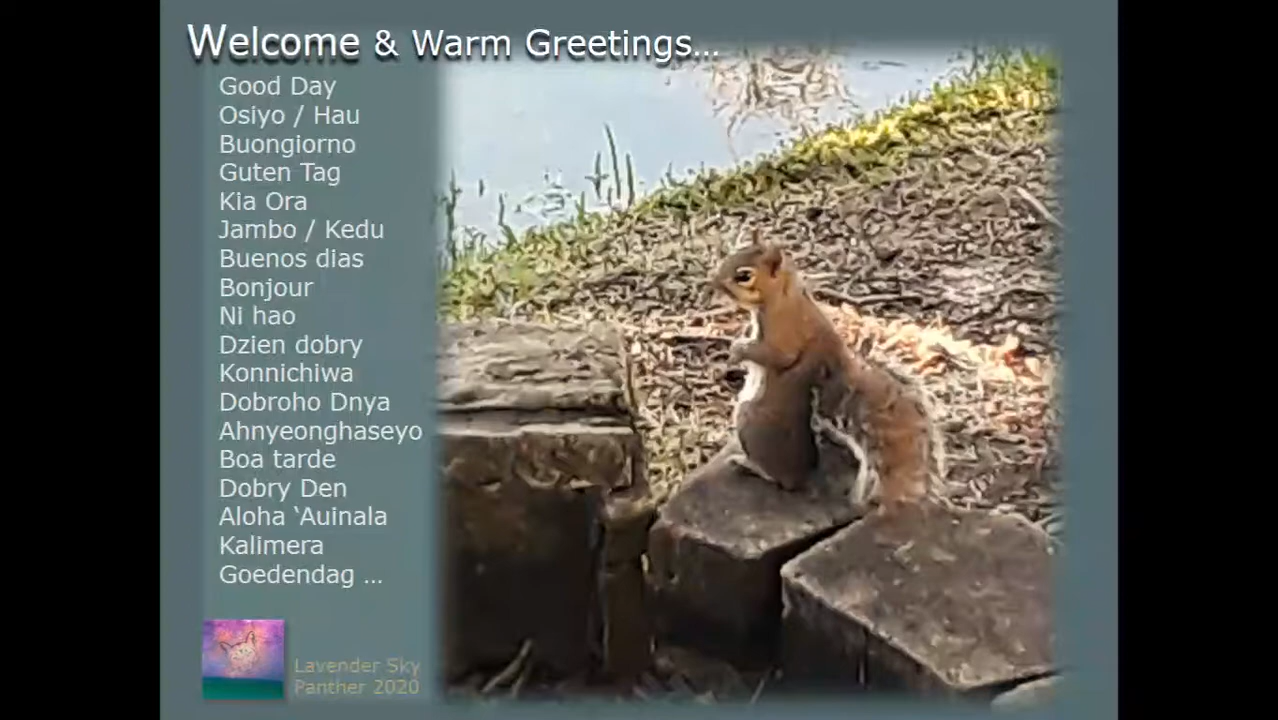 Welcome & Warm Greetings...
Good Day
Osiyo / Hau
Buongiorno
Guten Tag
Kia Ora
Jambo / Kedu
Buenos dias
Bonjour
Ni hao
Dzien dobry
Konnichiwa
Dobroho Dnya
Ahnyeonghaseyo
Boa tarde
Dobry Den
Aloha ‘Auinala
Kalimera
Goedendag ...
Lavender Sky
Panther 2020